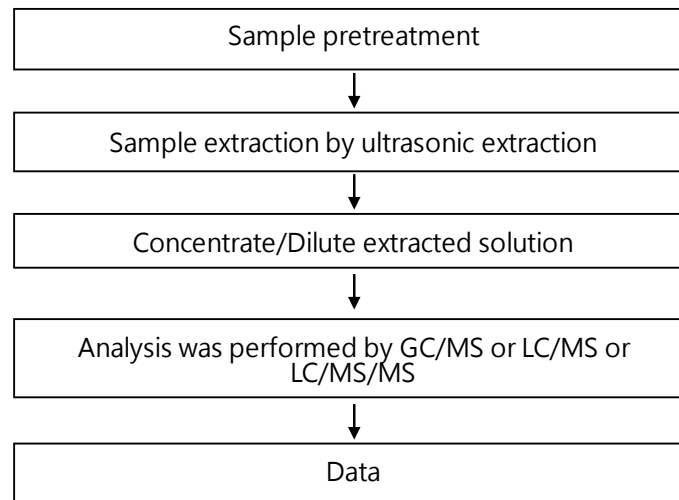 Sample pretreatment
Sample extraction by ultrasonic extraction
Concentrate/Dilute extracted solution
Analysis was performed by GC/MS or LC/MS or
LC/MS/MS
Data